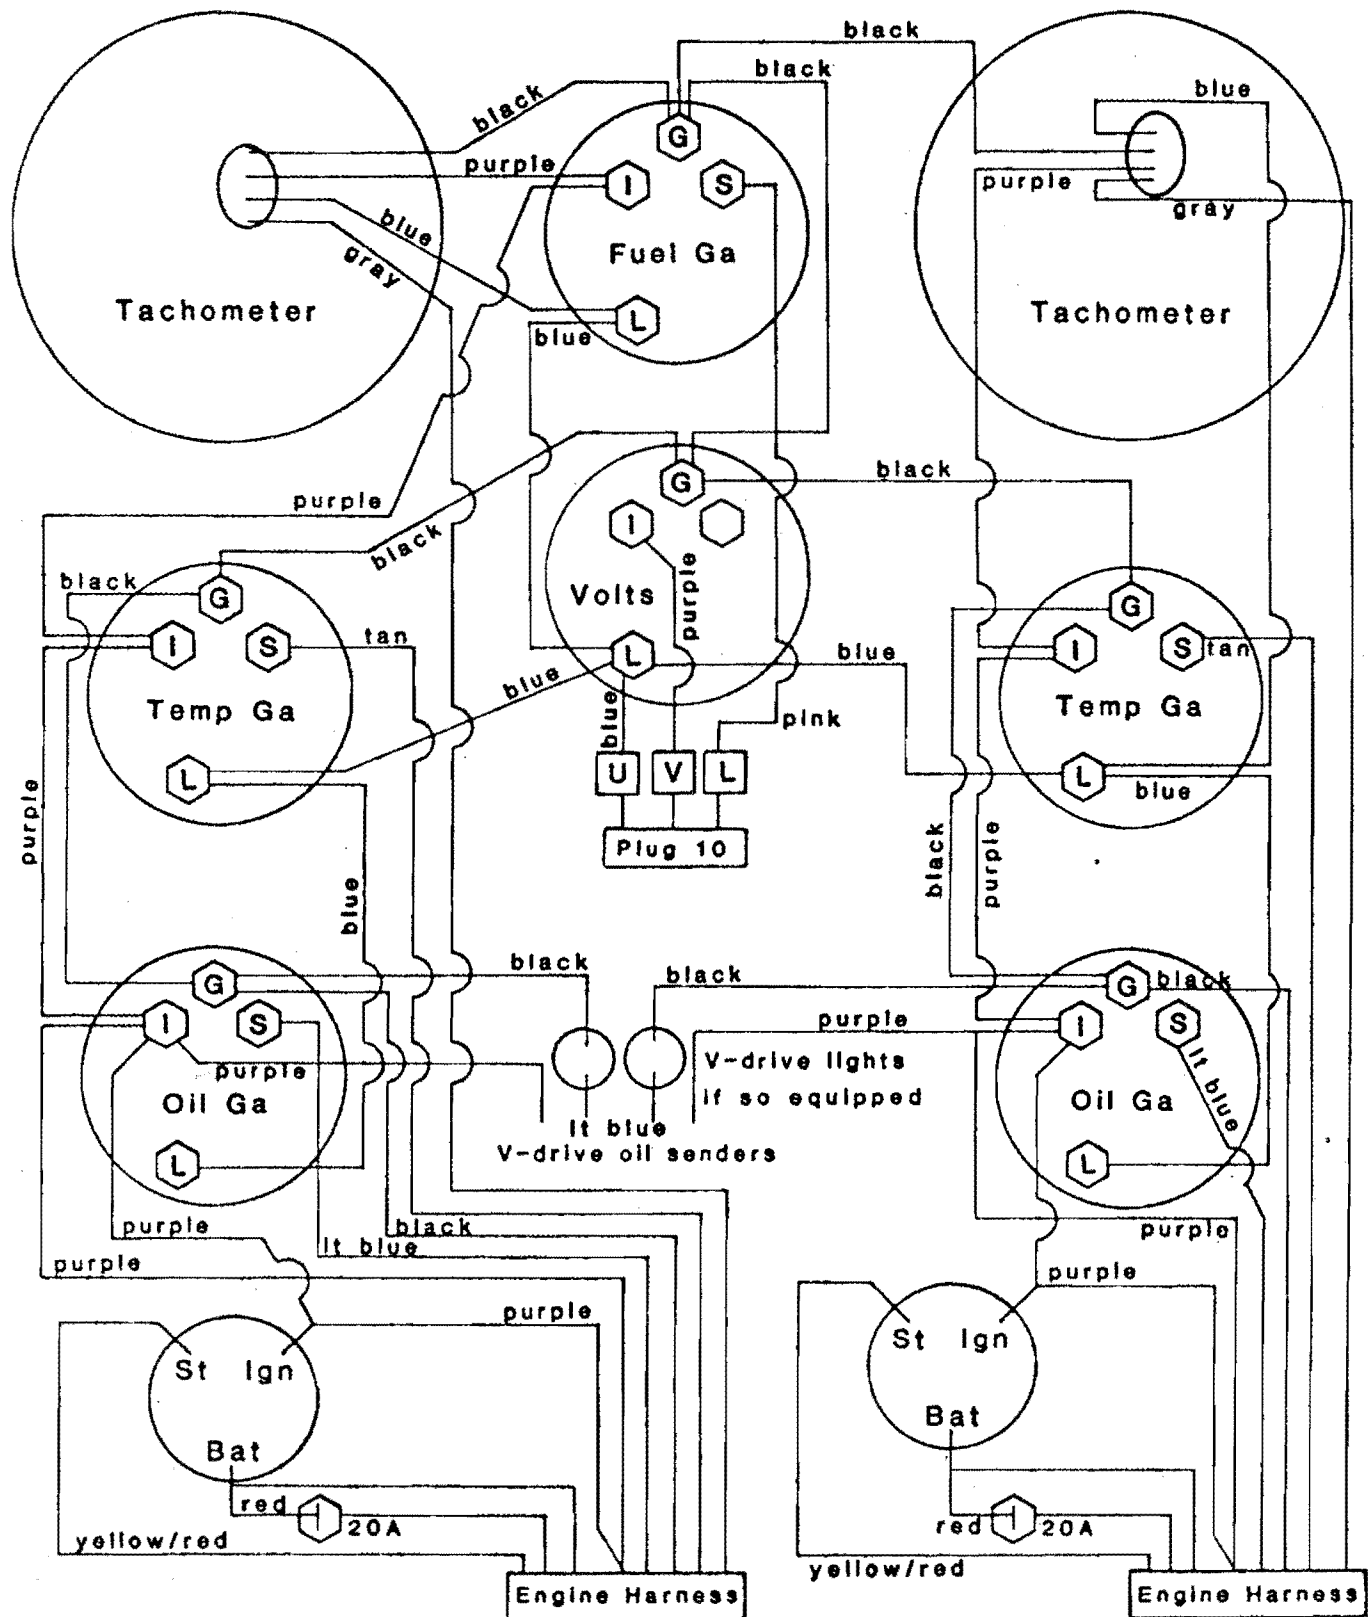 black
black
blue
black
purple
G
I
S
purple
blue
gray
gray
Fuel Ga
Tachometer
L
blue
Tachometer
black
G
purple
I
black
black
G
Volts
purple
G
I
S
tan
I
S
tan
L
blue
blue
Temp Ga
blue
pink
Temp Ga
L
U
V
L
L
blue
purple
Plug 10
black
purple
blue
black
black
G
G
black
I
S
purple
I
S
purple
V-drive lights
lt blue
Oil Ga
if so equipped
Oil Ga
lt blue
L
V-drive oil senders
L
purple
black
purple
lt blue
purple
purple
purple
St Ign
St Ign
Bat
Bat
red
20A
red
20A
yellow/red
yellow/red
Engine Harness
Engine Harness